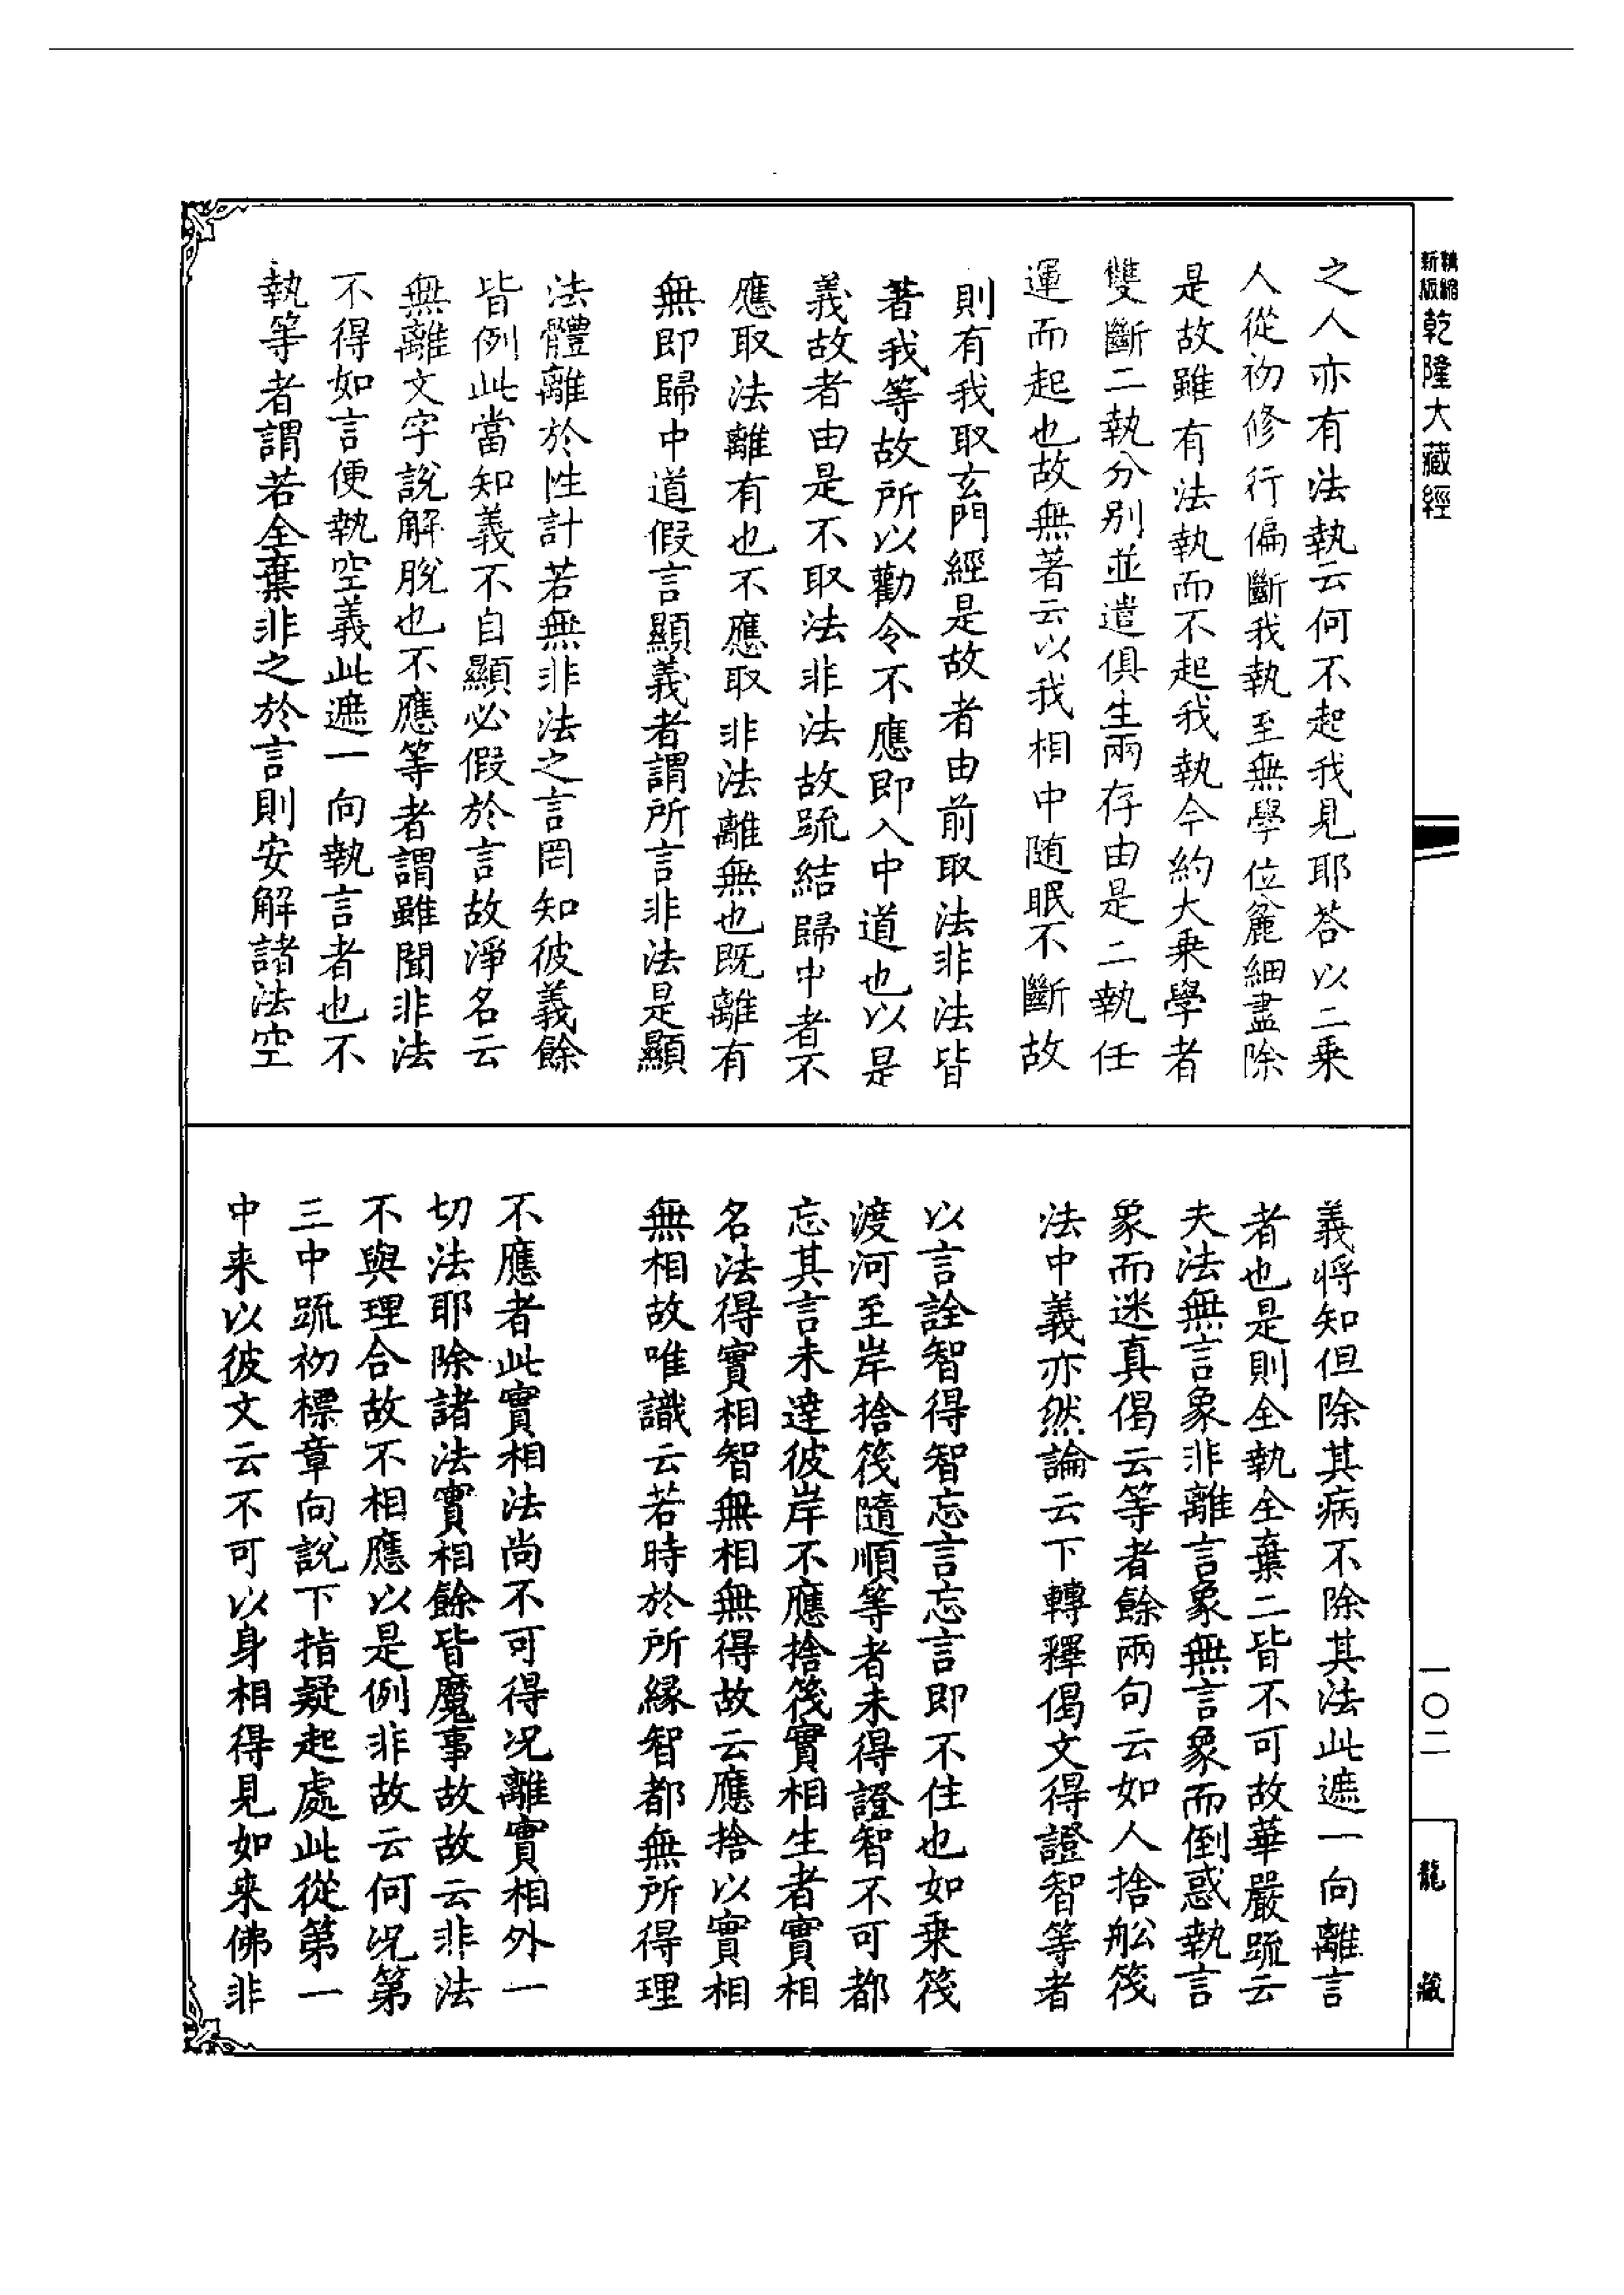 精縮新版乾隆大藏經
之人亦有法執云何不起我見耶荅以二乘
人從初修行偏斷我執至無學位麁細盡除
是故雖有法執而不起我執今約大乘學者
雙斷二執分別並遣俱生兩存由是二執任
運而起也故無著云以我相中随眠不斷故
則有我取玄門經是故者由前取法非法皆
著我等故所以勸令不應即入中道也以是
義故者由是不取法非法故䟽結歸中者不
應取法離有也不應取非法離無也既離有
無即歸中道假言顯義者謂所言非法是顯
法體離於性計若無非法之言罔知彼義餘
皆例此當知義不自顯必假於言故淨名云
無離文字說解脫也不應等者謂雖聞非法
不得如言便執空義此遮一向執言者也不
執等者謂若全棄非之於言則安解諸法空
義將知但除其病不除其法此遮一向離言
者也是則全執全棄二皆不可故華嚴䟽云
夫法無言象非離言象無言象而倒惑執言
象而迷真偈云等者餘兩句云如人捨舩筏
法中義亦然論云下轉釋偈文得證智等者
以言詮智得智忘言忘言即不住也如乗筏
渡河至岸捨筏隨順等者未得證智不可都
忘其言未達彼岸不應捨筏實相生者實相
名法得實相智無相無得故云應捨以實相
無相故唯識云若時於所緣智都無所得理
不應者此實相法尚不可得况離實相外一
切法耶除諸法實相餘皆魔事故故云非法
不與理合故不相應以是例非故云何况第
三中䟽初標章向說下指疑起處此從第一
中来以彼文云不可以身相得見如来佛非
一〇二
龍藏